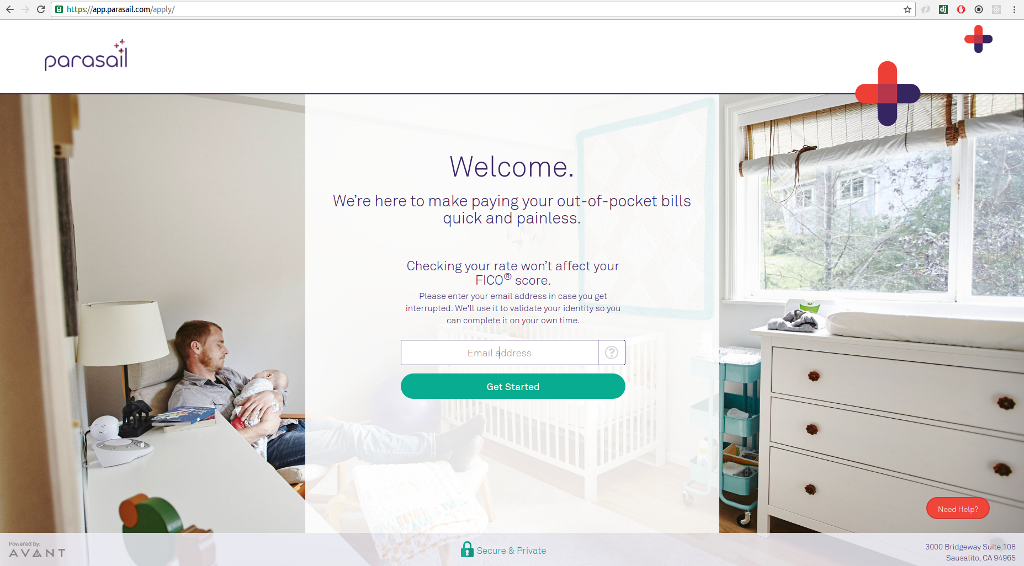 https://app.parasail.com/apply/
parasail
Welcome.
We're here to make paying your out-of-pocket bills
quick and painless.
Checking your rate won't affect your
FICO® score.
Please enter your email address in case you get
interrupted. We'll use it to validate your identity so you
can complete it on your own time.
Email address
Get Started
Need Help?
Powered by:
AVANT
Secure & Private
3000 Bridgeway Suite 108
Sausalito, CA 94965